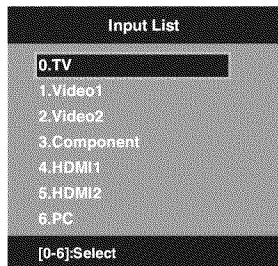 Input List
0.TV
1.Video1
2.Video2
3.Component
4.HDMI1
5.HDMI2
6.PC
[0-6]:Select